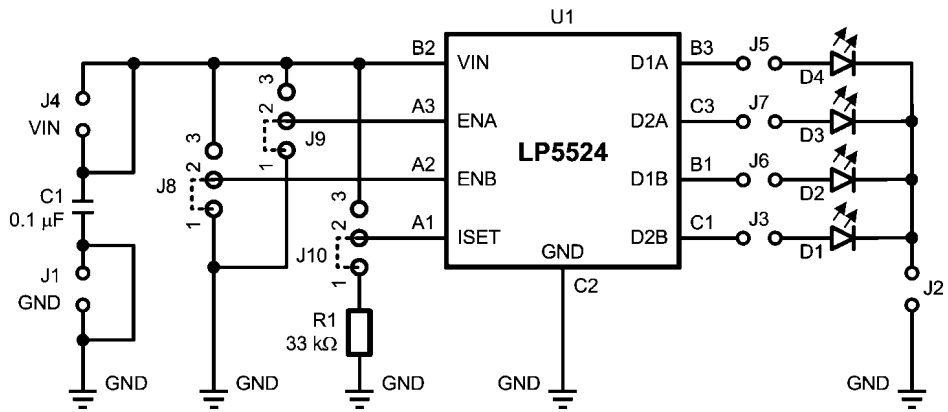 U1
B2 VIN D1A B3 J5
D4
J4
VIN
3
2
1
J9
A3 ENA D2A C3 J7
D3
LP5524
3
2
1
J8
A2 ENB D1B B1 J6
D2
C1
0.1 µF
3
2
1
J10
A1 ISET D2B C1 J3
D1
GND
C2
J1
GND
J2
R1
33 kΩ
GND GND GND GND GND